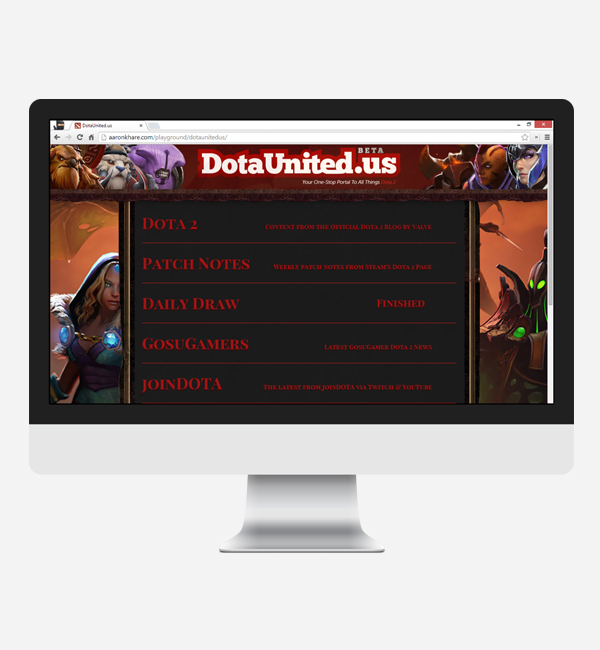 DotaUnited.us
aaronkhare.com/playground/dotaunitedus/
BETA
DotaUnited.us
Your One-Stop Portal To All Things Dota 2
Dota 2 Content from the Official Dota 2 Blog by Valve
Patch Notes Weekly patch notes from Steam's Dota 2 Page
Daily Draw Finished
GosuGamers Latest GosuGamer Dota 2 News
joinDOTA The latest from joinDOTA via Twitch & YouTube